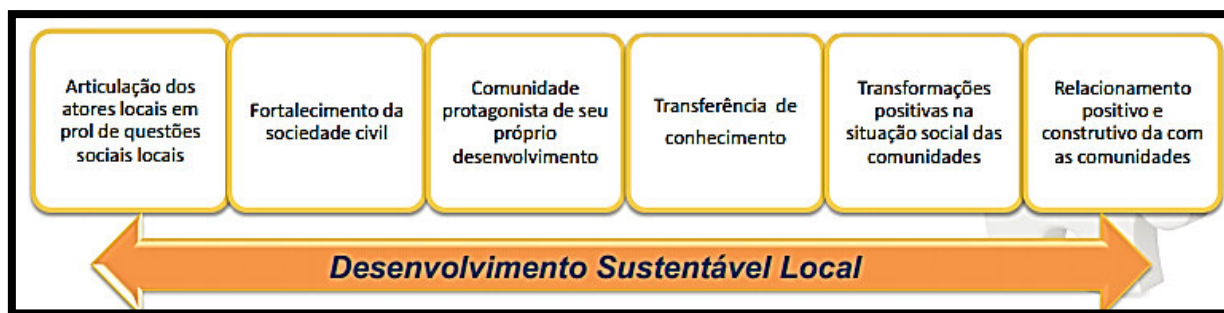 Articulação dos
atores locais em
prol de questões
sociais locais
Fortalecimento da
sociedade civil
Comunidade
protagonista de seu
próprio
desenvolvimento
Transferência de
conhecimento
Transformações
positivas na
situação social das
comunidades
Relacionamento
positivo e
construtivo da com
as comunidades
Desenvolvimento Sustentável Local